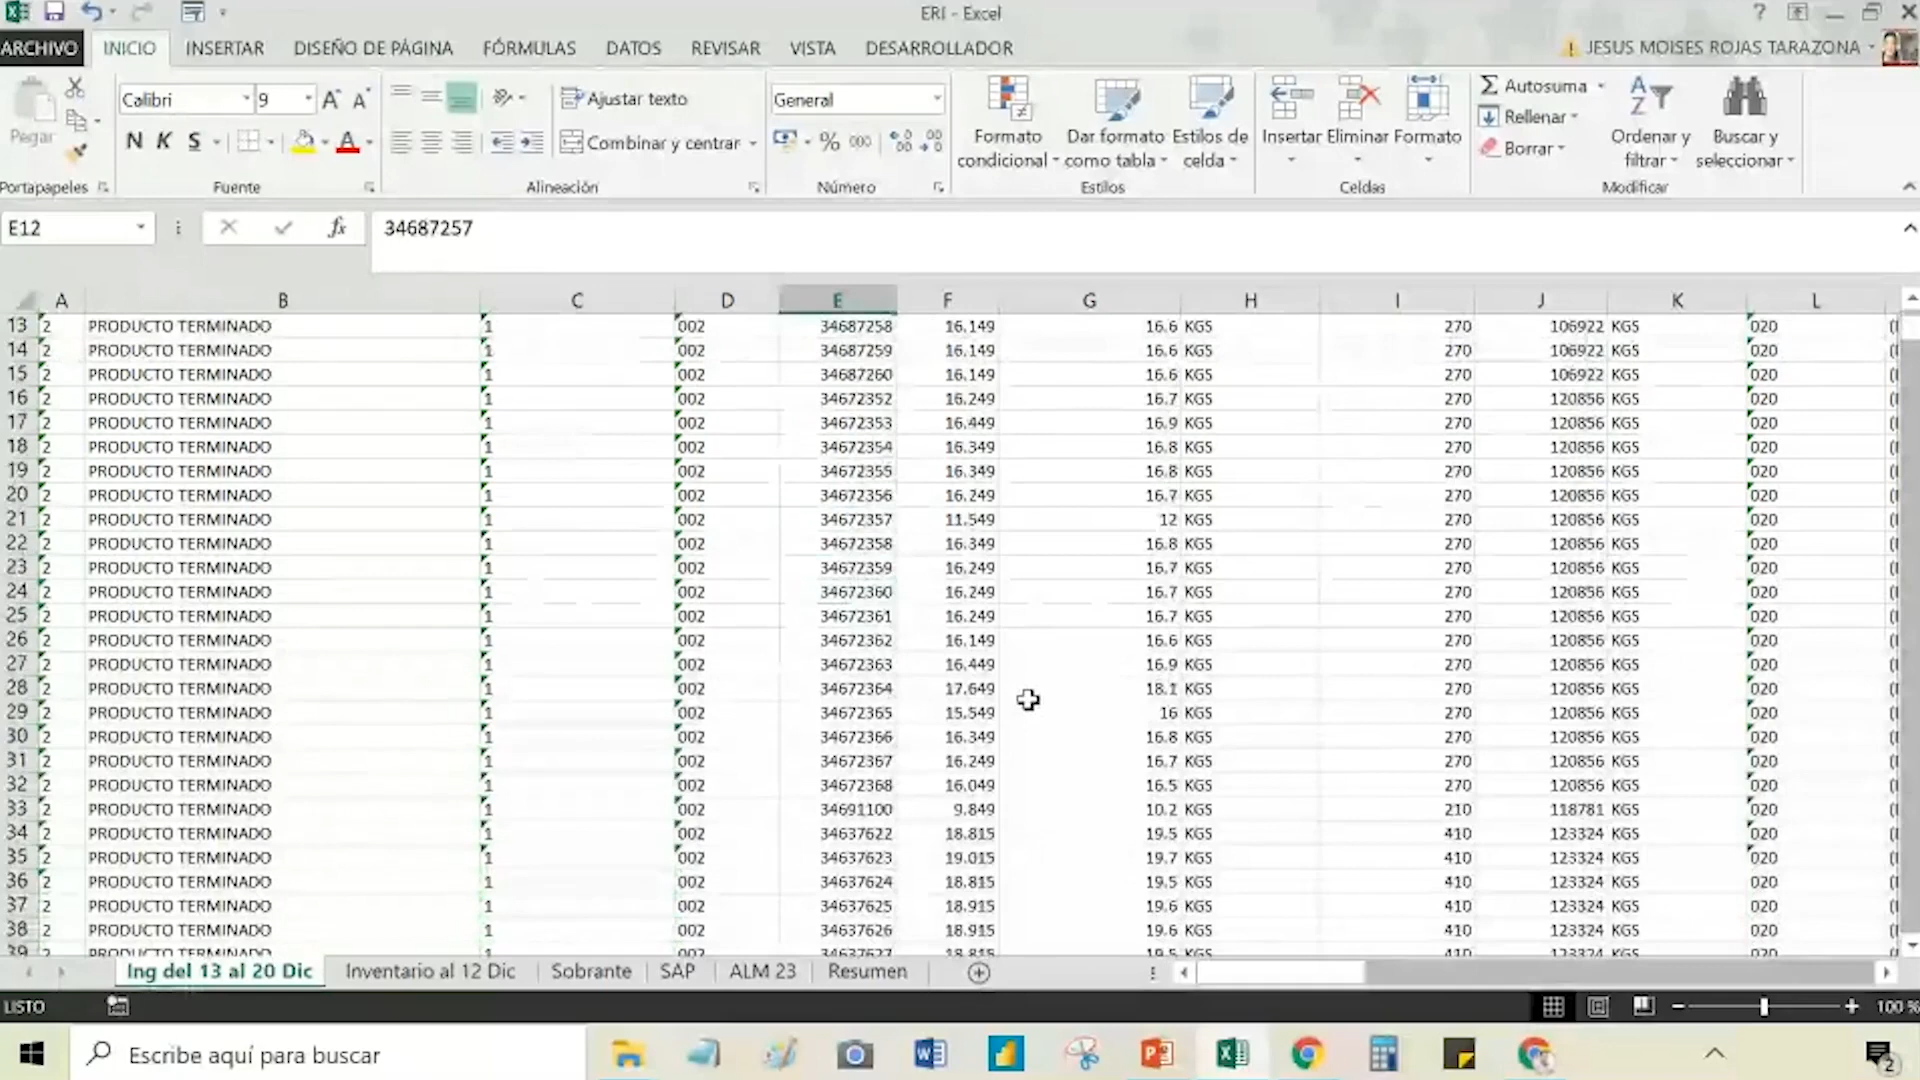 ERI - Excel
ARCHIVO INICIO INSERTAR DISEÑO DE PÁGINA FÓRMULAS DATOS REVISAR VISTA DESARROLLADOR JESUS MOISES ROJAS TARAZONA
Calibri 9 Ajustar texto General Autosuma
Pegar N K S Combinar y centrar % 000 Formato condicional Dar formato como tabla Estilos de celda Insertar Eliminar Formato Rellenar Borrar Ordenar y filtrar Buscar y seleccionar
Portapapeles Fuente Alineación Número Estilos Celdas Modificar
E12 fx 34687257
A B C D E F G H I J K L
13 2 PRODUCTO TERMINADO 1 002 34687258 16.149 16.6 KGS 270 106922 KGS 020
14 2 PRODUCTO TERMINADO 1 002 34687259 16.149 16.6 KGS 270 106922 KGS 020
15 2 PRODUCTO TERMINADO 1 002 34687260 16.149 16.6 KGS 270 106922 KGS 020
16 2 PRODUCTO TERMINADO 1 002 34672352 16.249 16.7 KGS 270 120856 KGS 020
17 2 PRODUCTO TERMINADO 1 002 34672353 16.449 16.9 KGS 270 120856 KGS 020
18 2 PRODUCTO TERMINADO 1 002 34672354 16.349 16.8 KGS 270 120856 KGS 020
19 2 PRODUCTO TERMINADO 1 002 34672355 16.349 16.8 KGS 270 120856 KGS 020
20 2 PRODUCTO TERMINADO 1 002 34672356 16.249 16.7 KGS 270 120856 KGS 020
21 2 PRODUCTO TERMINADO 1 002 34672357 11.549 12 KGS 270 120856 KGS 020
22 2 PRODUCTO TERMINADO 1 002 34672358 16.349 16.8 KGS 270 120856 KGS 020
23 2 PRODUCTO TERMINADO 1 002 34672359 16.249 16.7 KGS 270 120856 KGS 020
24 2 PRODUCTO TERMINADO 1 002 34672360 16.249 16.7 KGS 270 120856 KGS 020
25 2 PRODUCTO TERMINADO 1 002 34672361 16.249 16.7 KGS 270 120856 KGS 020
26 2 PRODUCTO TERMINADO 1 002 34672362 16.149 16.6 KGS 270 120856 KGS 020
27 2 PRODUCTO TERMINADO 1 002 34672363 16.449 16.9 KGS 270 120856 KGS 020
28 2 PRODUCTO TERMINADO 1 002 34672364 17.649 18.1 KGS 270 120856 KGS 020
29 2 PRODUCTO TERMINADO 1 002 34672365 15.549 16 KGS 270 120856 KGS 020
30 2 PRODUCTO TERMINADO 1 002 34672366 16.349 16.8 KGS 270 120856 KGS 020
31 2 PRODUCTO TERMINADO 1 002 34672367 16.249 16.7 KGS 270 120856 KGS 020
32 2 PRODUCTO TERMINADO 1 002 34672368 16.049 16.5 KGS 270 120856 KGS 020
33 2 PRODUCTO TERMINADO 1 002 34691100 9.849 10.2 KGS 210 118781 KGS 020
34 2 PRODUCTO TERMINADO 1 002 34637622 18.815 19.5 KGS 410 123324 KGS 020
35 2 PRODUCTO TERMINADO 1 002 34637623 19.015 19.7 KGS 410 123324 KGS 020
36 2 PRODUCTO TERMINADO 1 002 34637624 18.815 19.5 KGS 410 123324 KGS 020
37 2 PRODUCTO TERMINADO 1 002 34637625 18.915 19.6 KGS 410 123324 KGS 020
38 2 PRODUCTO TERMINADO 1 002 34637626 18.915 19.6 KGS 410 123324 KGS 020
Ing del 13 al 20 Dic Inventario al 12 Dic Sobrante SAP ALM 23 Resumen
LISTO 100 %
Escribe aquí para buscar 2